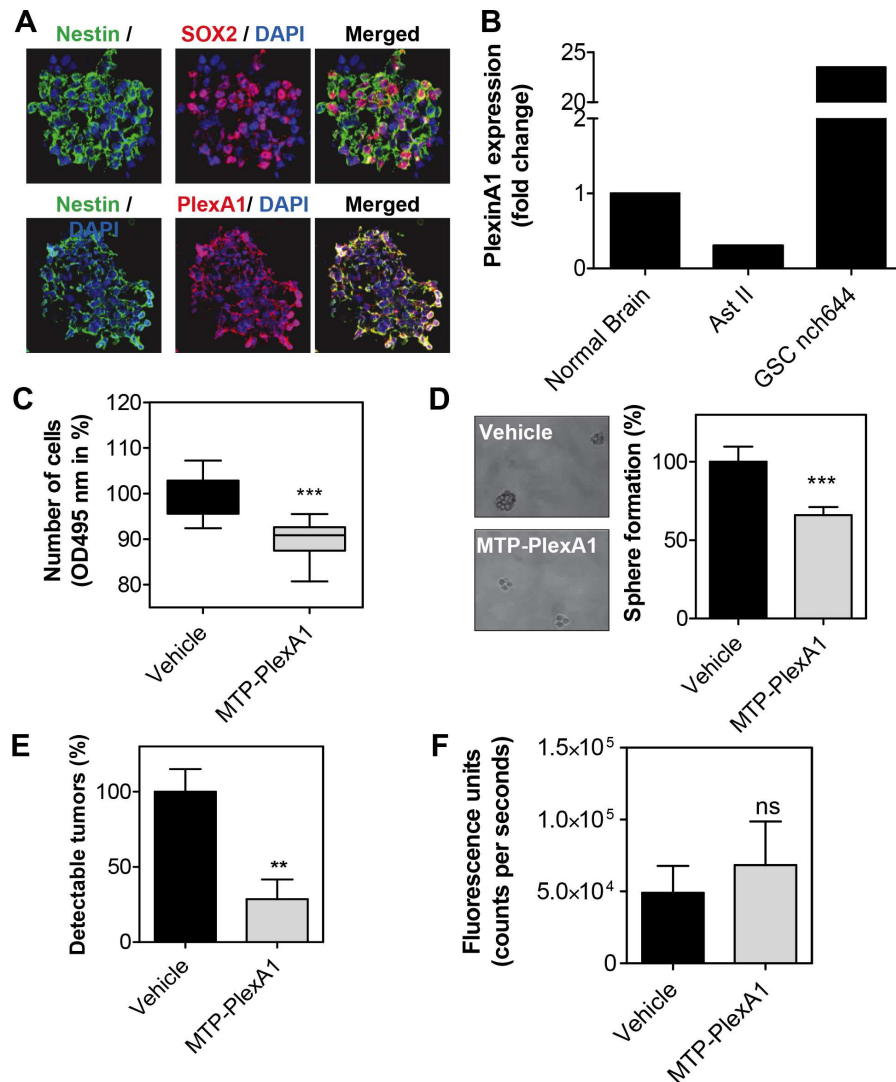 A
Nestin /
SOX2 / DAPI
Merged
Nestin /
DAPI
PlexA1/ DAPI
Merged
B
PlexinA1 expression
(fold change)
25
20
2
1
0
Normal Brain
Ast II
GSC nch644
C
Number of cells
(OD495 nm in %)
120
110
100
90
80
***
Vehicle
MTP-PlexA1
D
Vehicle
MTP-PlexA1
Sphere formation (%)
100
50
0
***
Vehicle
MTP-PlexA1
E
Detectable tumors (%)
100
50
0
**
Vehicle
MTP-PlexA1
F
Fluorescence units
(counts per seconds)
1.5×10⁵
1.0×10⁵
5.0×10⁴
0
ns
Vehicle
MTP-PlexA1